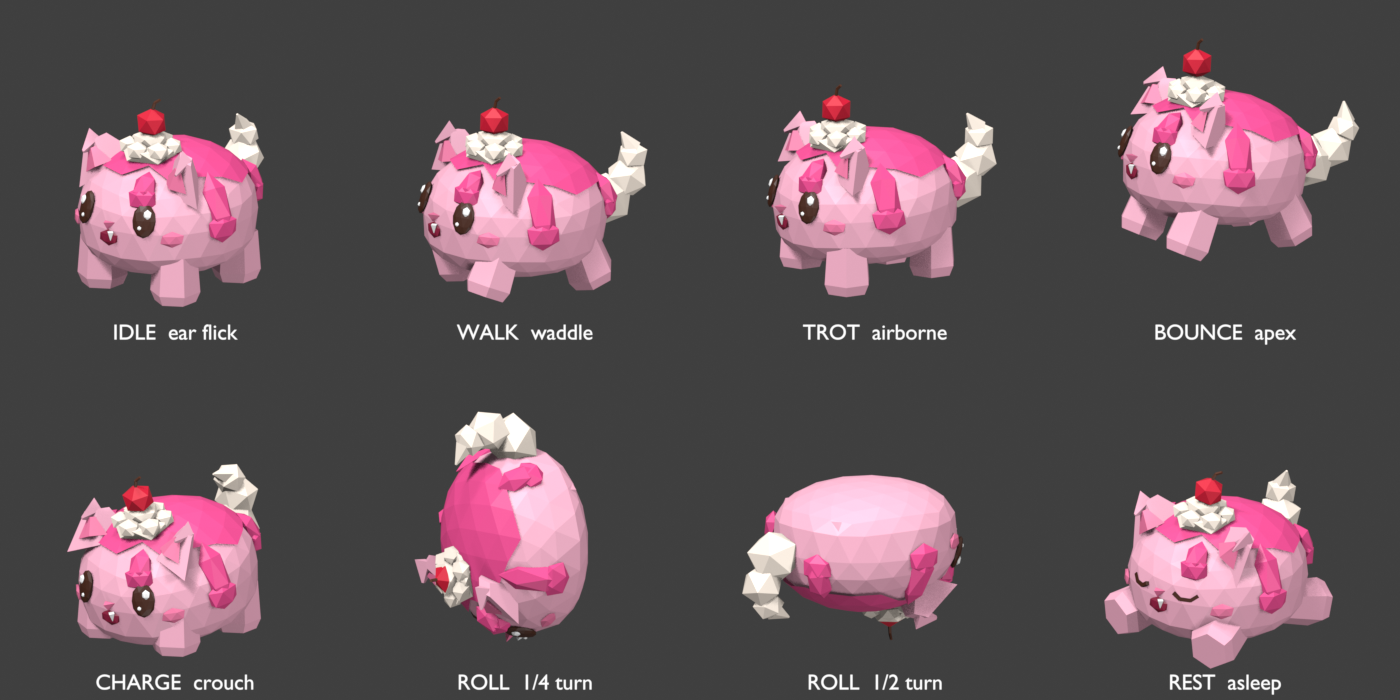 IDLE ear flick
WALK waddle
TROT airborne
BOUNCE apex
CHARGE crouch
ROLL 1/4 turn
ROLL 1/2 turn
REST asleep